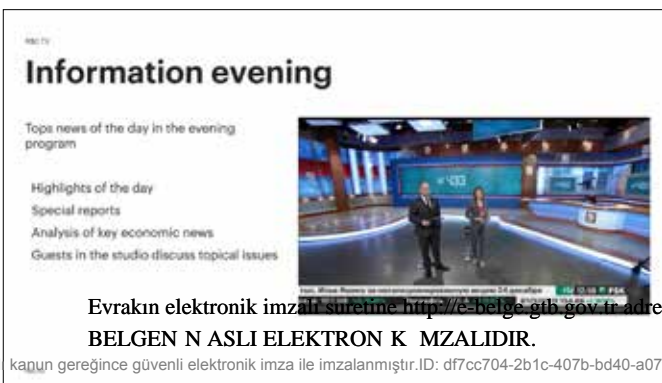 RBC TV
Information evening
Tops news of the day in the evening
program
Highlights of the day
Special reports
Analysis of key economic news
Guests in the studio discuss topical issues
Evrakın elektronik imzalı suretine http://e-belge.gtb.gov.tr adre
BELGEN N ASLI ELEKTRON K MZALIDIR.
kanun gereğince güvenli elektronik imza ile imzalanmıştır.ID: df7cc704-2b1c-407b-bd40-a07